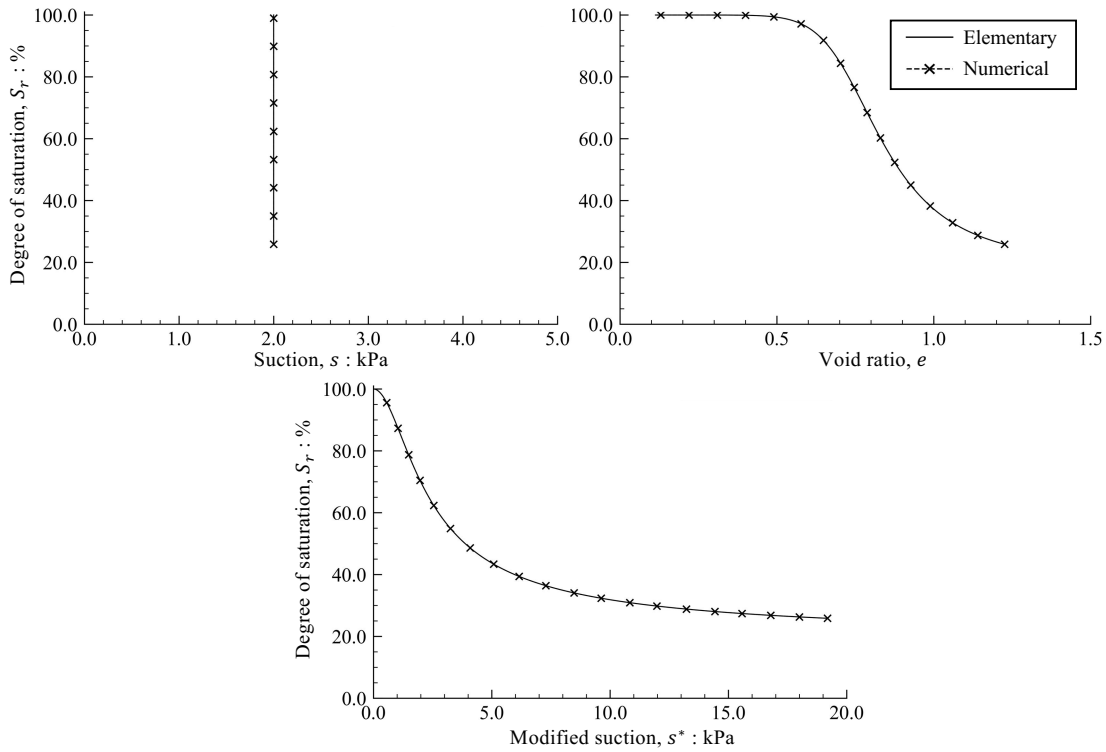 100.0
80.0
60.0
40.0
20.0
0.0
Degree of saturation, Sᵣ : %
0.0 1.0 2.0 3.0 4.0 5.0
Suction, s : kPa
100.0
80.0
60.0
40.0
20.0
0.0
0.0 0.5 1.0 1.5
Void ratio, e
Elementary
Numerical
100.0
80.0
60.0
40.0
20.0
0.0
Degree of saturation, Sᵣ : %
0.0 5.0 10.0 15.0 20.0
Modified suction, s* : kPa